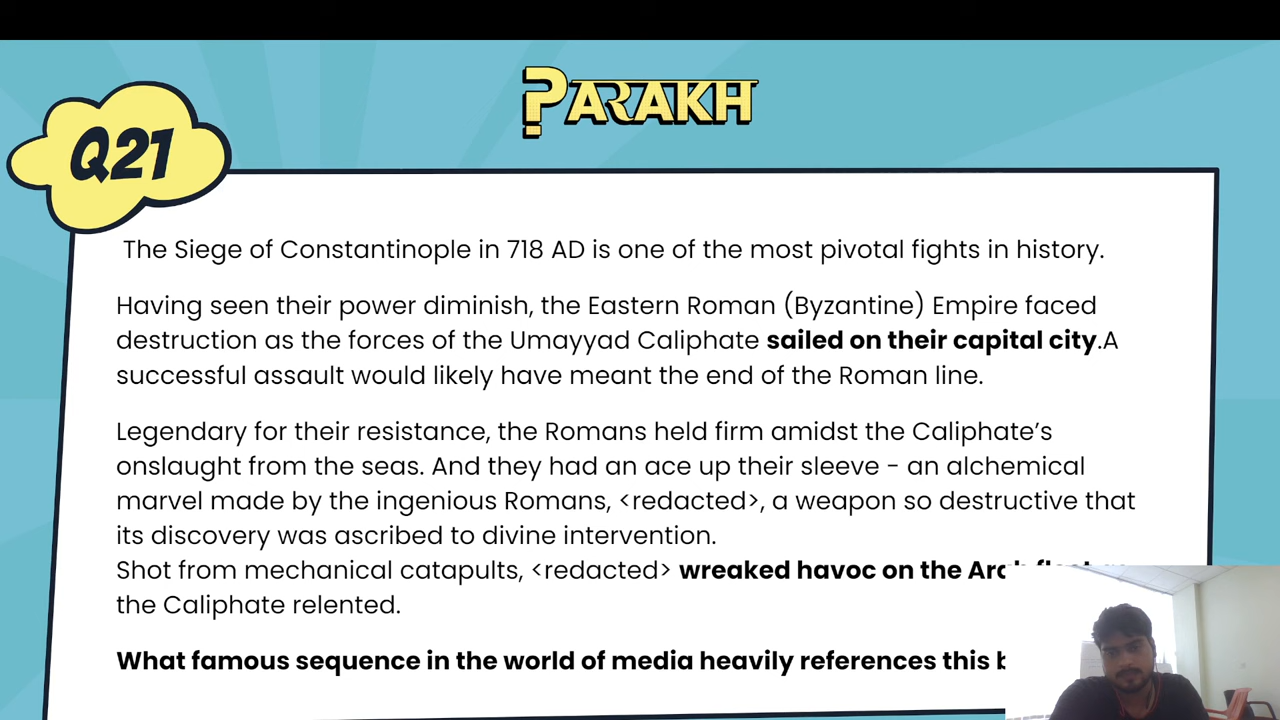 ?PARAKH
Q21
The Siege of Constantinople in 718 AD is one of the most pivotal fights in history.
Having seen their power diminish, the Eastern Roman (Byzantine) Empire faced
destruction as the forces of the Umayyad Caliphate sailed on their capital city.A
successful assault would likely have meant the end of the Roman line.
Legendary for their resistance, the Romans held firm amidst the Caliphate's
onslaught from the seas. And they had an ace up their sleeve - an alchemical
marvel made by the ingenious Romans, <redacted>, a weapon so destructive that
its discovery was ascribed to divine intervention.
Shot from mechanical catapults, <redacted> wreaked havoc on the
the Caliphate relented.
What famous sequence in the world of media heavily references this